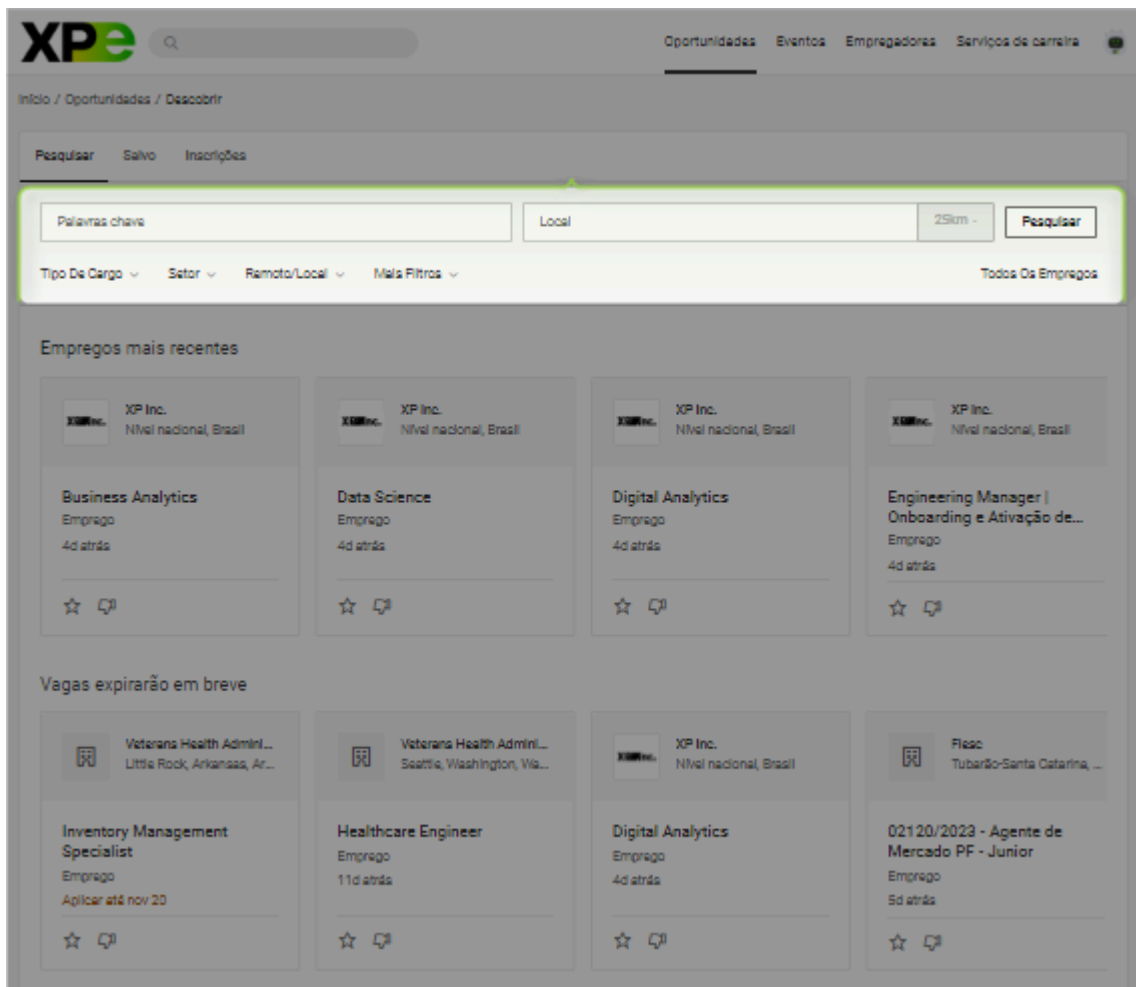 XPe
Oportunidades Eventos Empregadores Serviços de carreira
Início / Oportunidades / Descobrir
Pesquisar Salvo Inscrições
Palavras chave Local 25km Pesquisar
Tipo De Cargo Setor Remoto/Local Mais Filtros Todos Os Empregos
Empregos mais recentes
XP Inc. XP Inc. XP Inc. XP Inc.
Nível nacional, Brasil Nível nacional, Brasil Nível nacional, Brasil Nível nacional, Brasil
Business Analytics Data Science Digital Analytics Engineering Manager |
Onboarding e Ativação de...
Emprego Emprego Emprego Emprego
4d atrás 4d atrás 4d atrás 4d atrás
Vagas expirarão em breve
Veterans Health Admini... Veterans Health Admini... XP Inc. Fiesc
Little Rock, Arkansas, Ar... Seattle, Washington, Wa... Nível nacional, Brasil Tubarão-Santa Catarina, ...
Inventory Management Healthcare Engineer Digital Analytics 02120/2023 - Agente de
Specialist Mercado PF - Junior
Emprego Emprego Emprego Emprego
Aplicar até nov 20 11d atrás 4d atrás 5d atrás